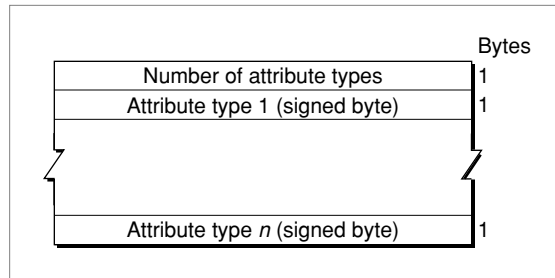 Bytes
Number of attribute types 1
Attribute type 1 (signed byte) 1
Attribute type n (signed byte) 1